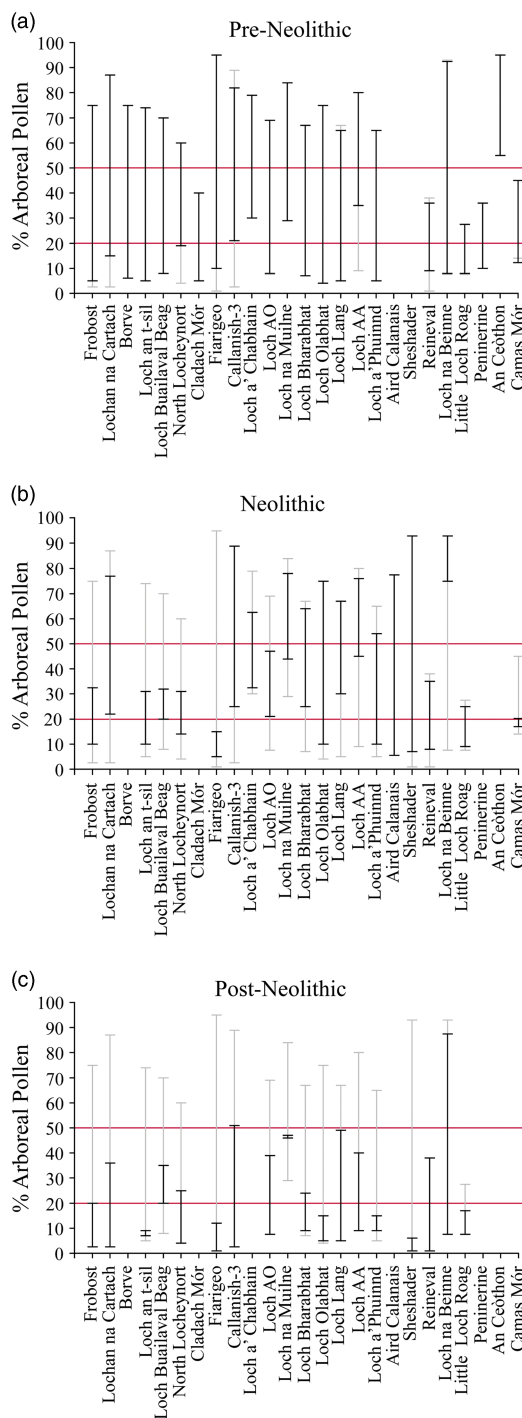 (a)
Pre-Neolithic
% Arboreal Pollen
100
90
80
70
60
50
40
30
20
10
0
Frobost
Lochan na Cartach
Borve
Loch an t-sil
Loch Buailaval Beag
North Locheynort
Cladach Mór
Fiarigeo
Callanish-3
Loch a' Chabhain
Loch AO
Loch na Muilne
Loch Bharabhat
Loch Olabhat
Loch Lang
Loch AA
Loch a'Phuinnd
Aird Calanais
Sheshader
Reineval
Loch na Beinne
Little Loch Roag
Peninerine
An Ceòthon
Camas Mór
(b)
Neolithic
% Arboreal Pollen
100
90
80
70
60
50
40
30
20
10
0
Frobost
Lochan na Cartach
Borve
Loch an t-sil
Loch Buailaval Beag
North Locheynort
Cladach Mór
Fiarigeo
Callanish-3
Loch a' Chabhain
Loch AO
Loch na Muilne
Loch Bharabhat
Loch Olabhat
Loch Lang
Loch AA
Loch a'Phuinnd
Aird Calanais
Sheshader
Reineval
Loch na Beinne
Little Loch Roag
Peninerine
An Ceòthon
Camas Mór
(c)
Post-Neolithic
% Arboreal Pollen
100
90
80
70
60
50
40
30
20
10
0
Frobost
Lochan na Cartach
Borve
Loch an t-sil
Loch Buailaval Beag
North Locheynort
Cladach Mór
Fiarigeo
Callanish-3
Loch a' Chabhain
Loch AO
Loch na Muilne
Loch Bharabhat
Loch Olabhat
Loch Lang
Loch AA
Loch a'Phuinnd
Aird Calanais
Sheshader
Reineval
Loch na Beinne
Little Loch Roag
Peninerine
An Ceòthon
Camas Mór